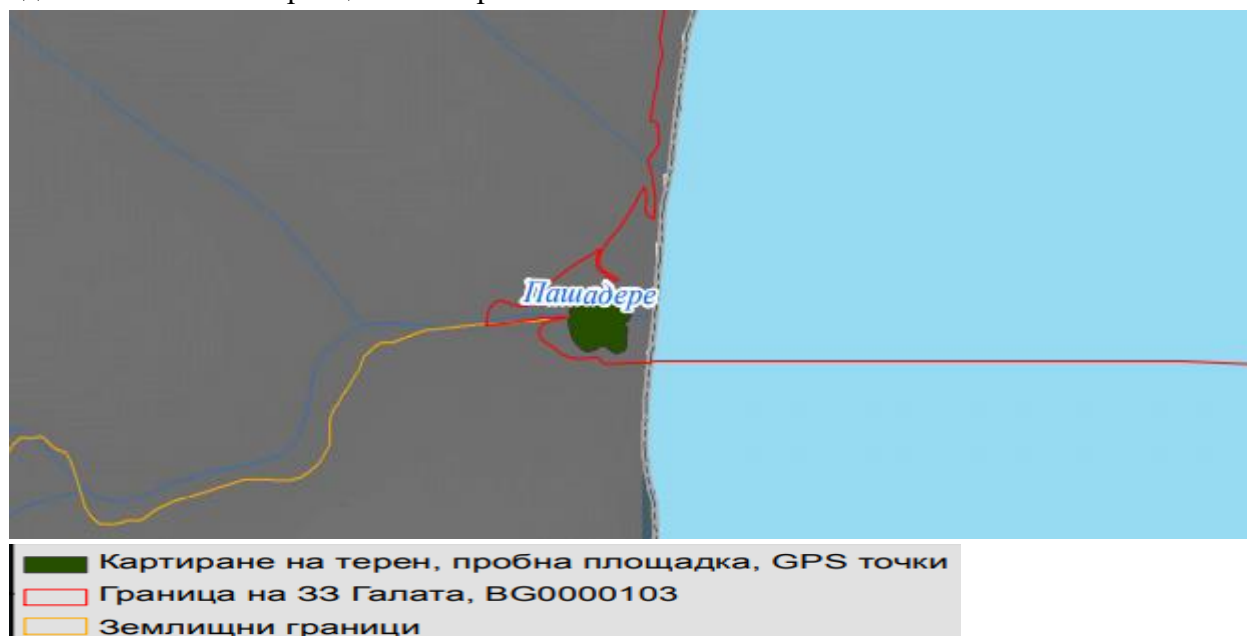 Пашадере
Картиране на терен, пробна площадка, GPS точки
Граница на ЗЗ Галата, BG0000103
Землищни граници